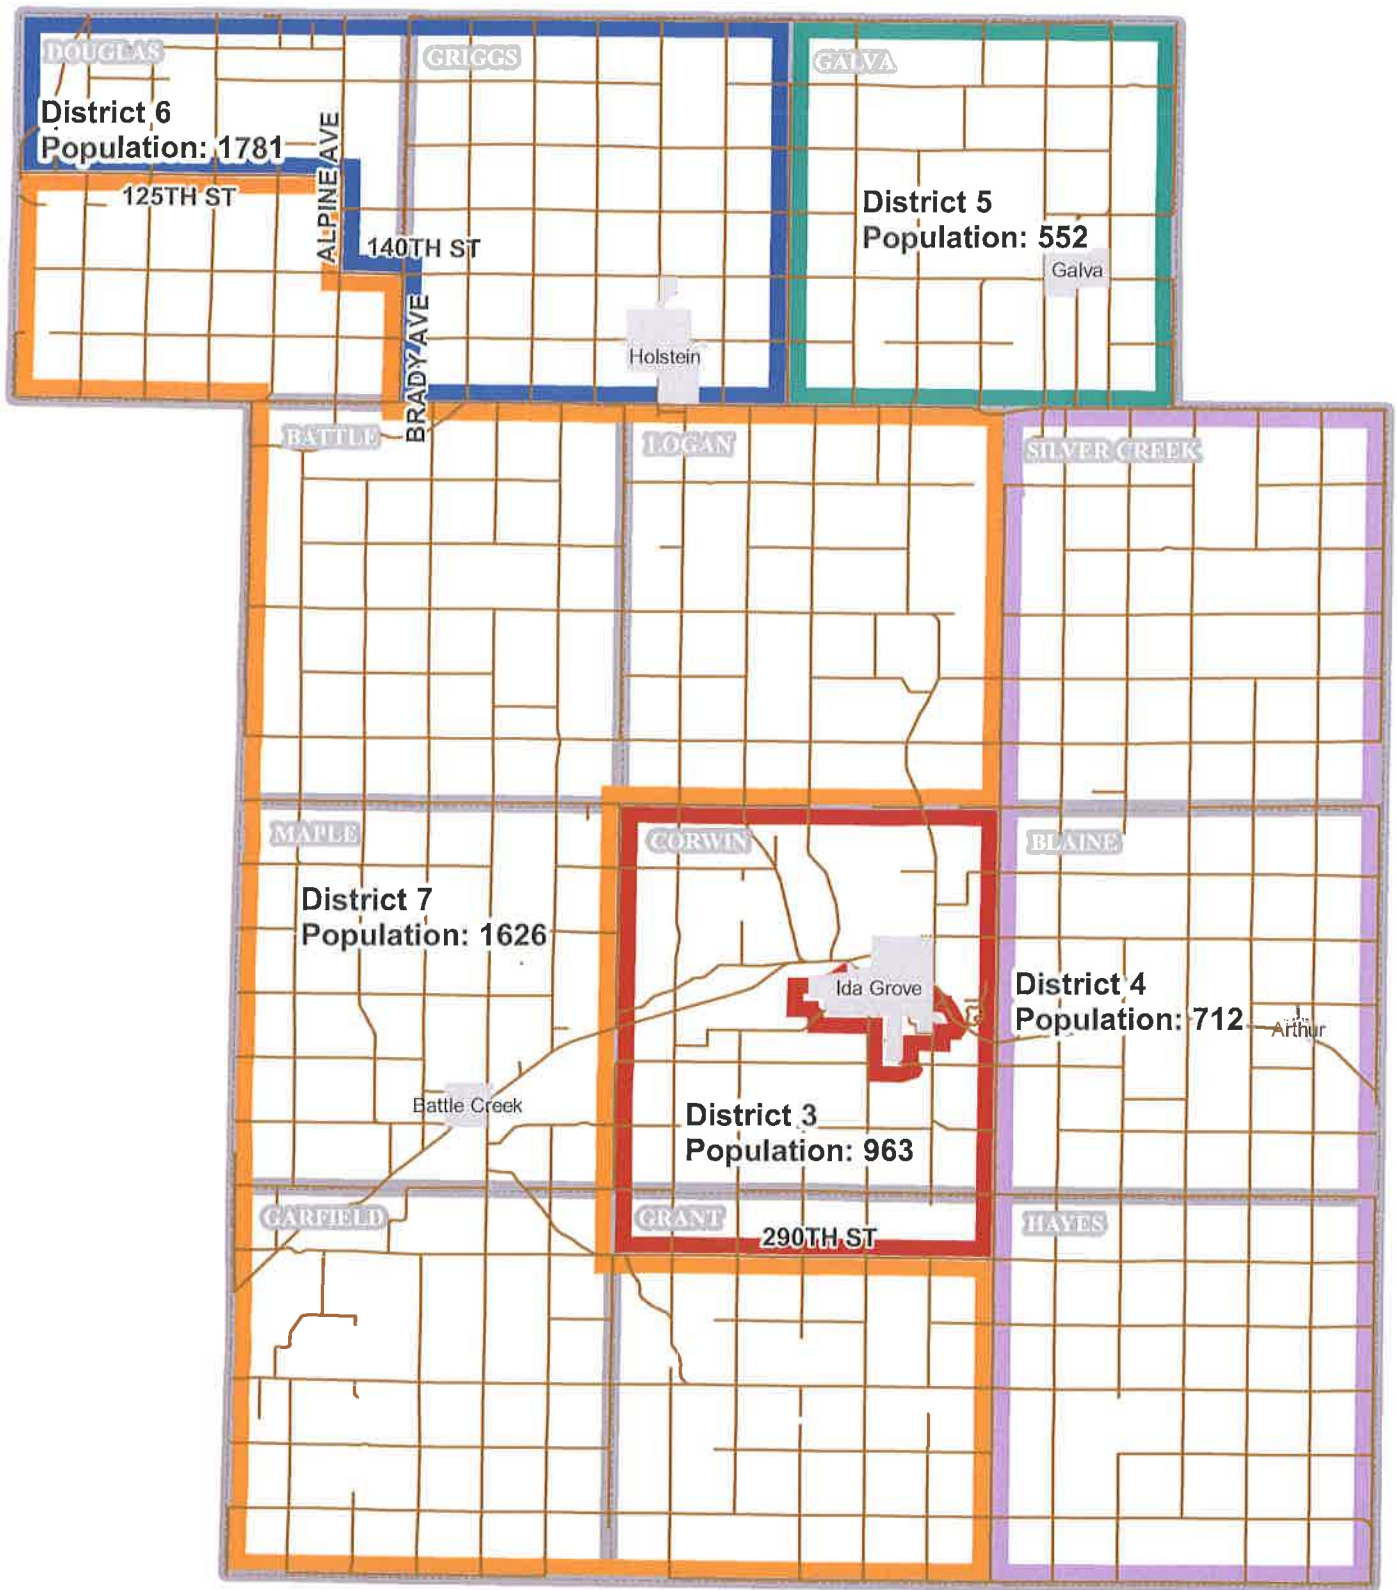 DOUGLAS
GRIGGS
GALVA
District 6
Population: 1781
ALPINE AVE
125TH ST
140TH ST
District 5
Population: 552
Galva
BRADY AVE
Holstein
BATTLE
LOGAN
SILVER CREEK
MAPLE
CORWIN
BLAINE
District 7
Population: 1626
Ida Grove
District 4
Population: 712
Arthur
Battle Creek
District 3
Population: 963
GARFIELD
GRANT
HAYES
290TH ST